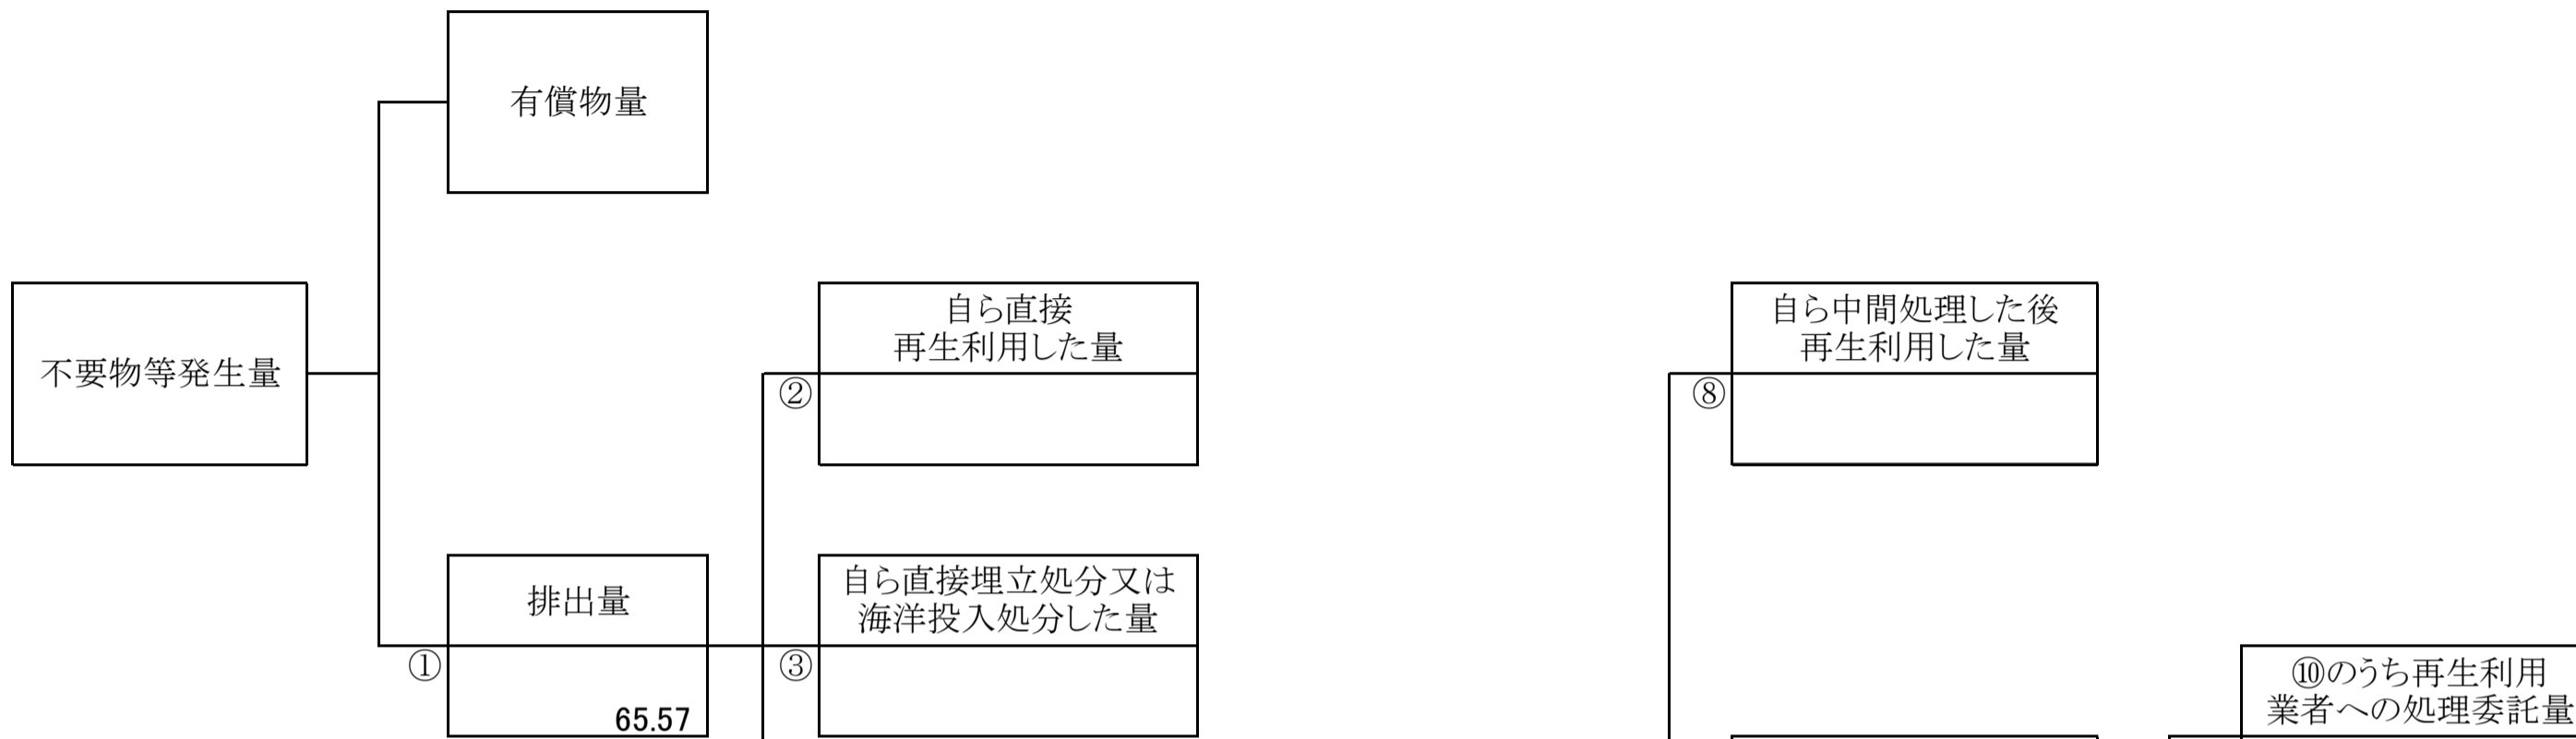 有償物量
不要物等発生量
自ら直接
再生利用した量
②
自ら中間処理した後
再生利用した量
⑧
排出量
①
65.57
自ら直接埋立処分又は
海洋投入処分した量
③
⑩のうち再生利用
業者への処理委託量